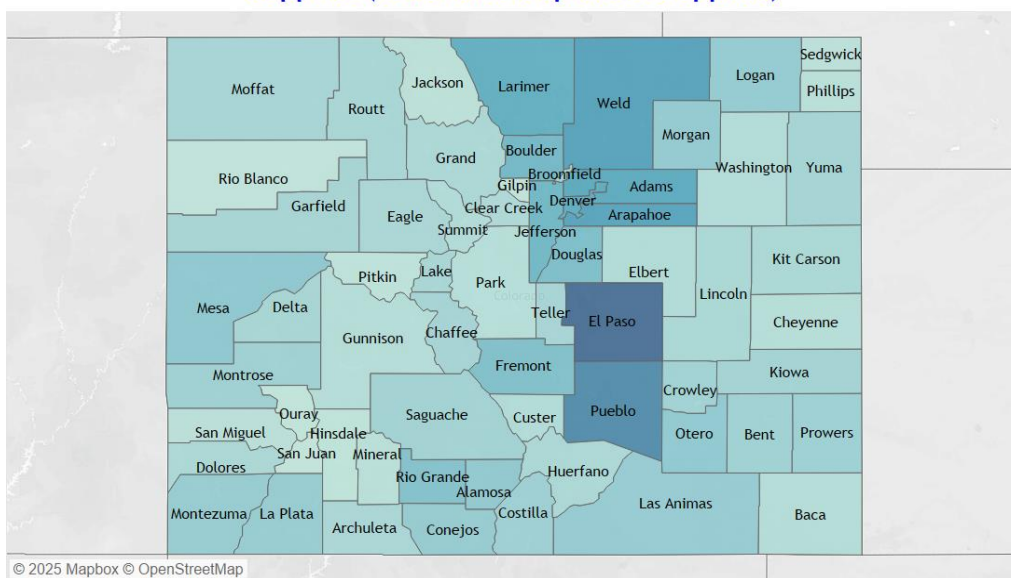 Sedgwick
Logan
Phillips
Moffat
Jackson
Larimer
Weld
Routt
Morgan
Boulder
Grand
Washington
Yuma
Broomfield
Rio Blanco
Gilpin
Adams
Denver
Garfield
Clear Creek
Eagle
Arapahoe
Summit
Jefferson
Douglas
Kit Carson
Elbert
Lake
Pitkin
Park
Lincoln
Colorado
Mesa
Delta
Teller
El Paso
Cheyenne
Chaffee
Gunnison
Fremont
Montrose
Kiowa
Crowley
Pueblo
Ouray
Saguache
Custer
San Miguel
Hinsdale
Otero
Bent
Prowers
San Juan
Mineral
Dolores
Huerfano
Rio Grande
Alamosa
Las Animas
Montezuma
La Plata
Costilla
Baca
Archuleta
Conejos
© 2025 Mapbox © OpenStreetMap